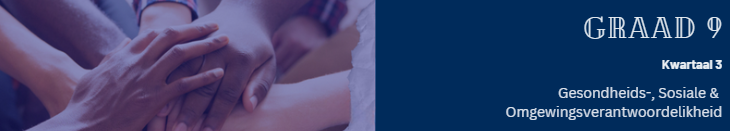 GRAAD 9
Kwartaal 3
Gesondheids-, Sosiale &
Omgewingsverantwoordelikheid